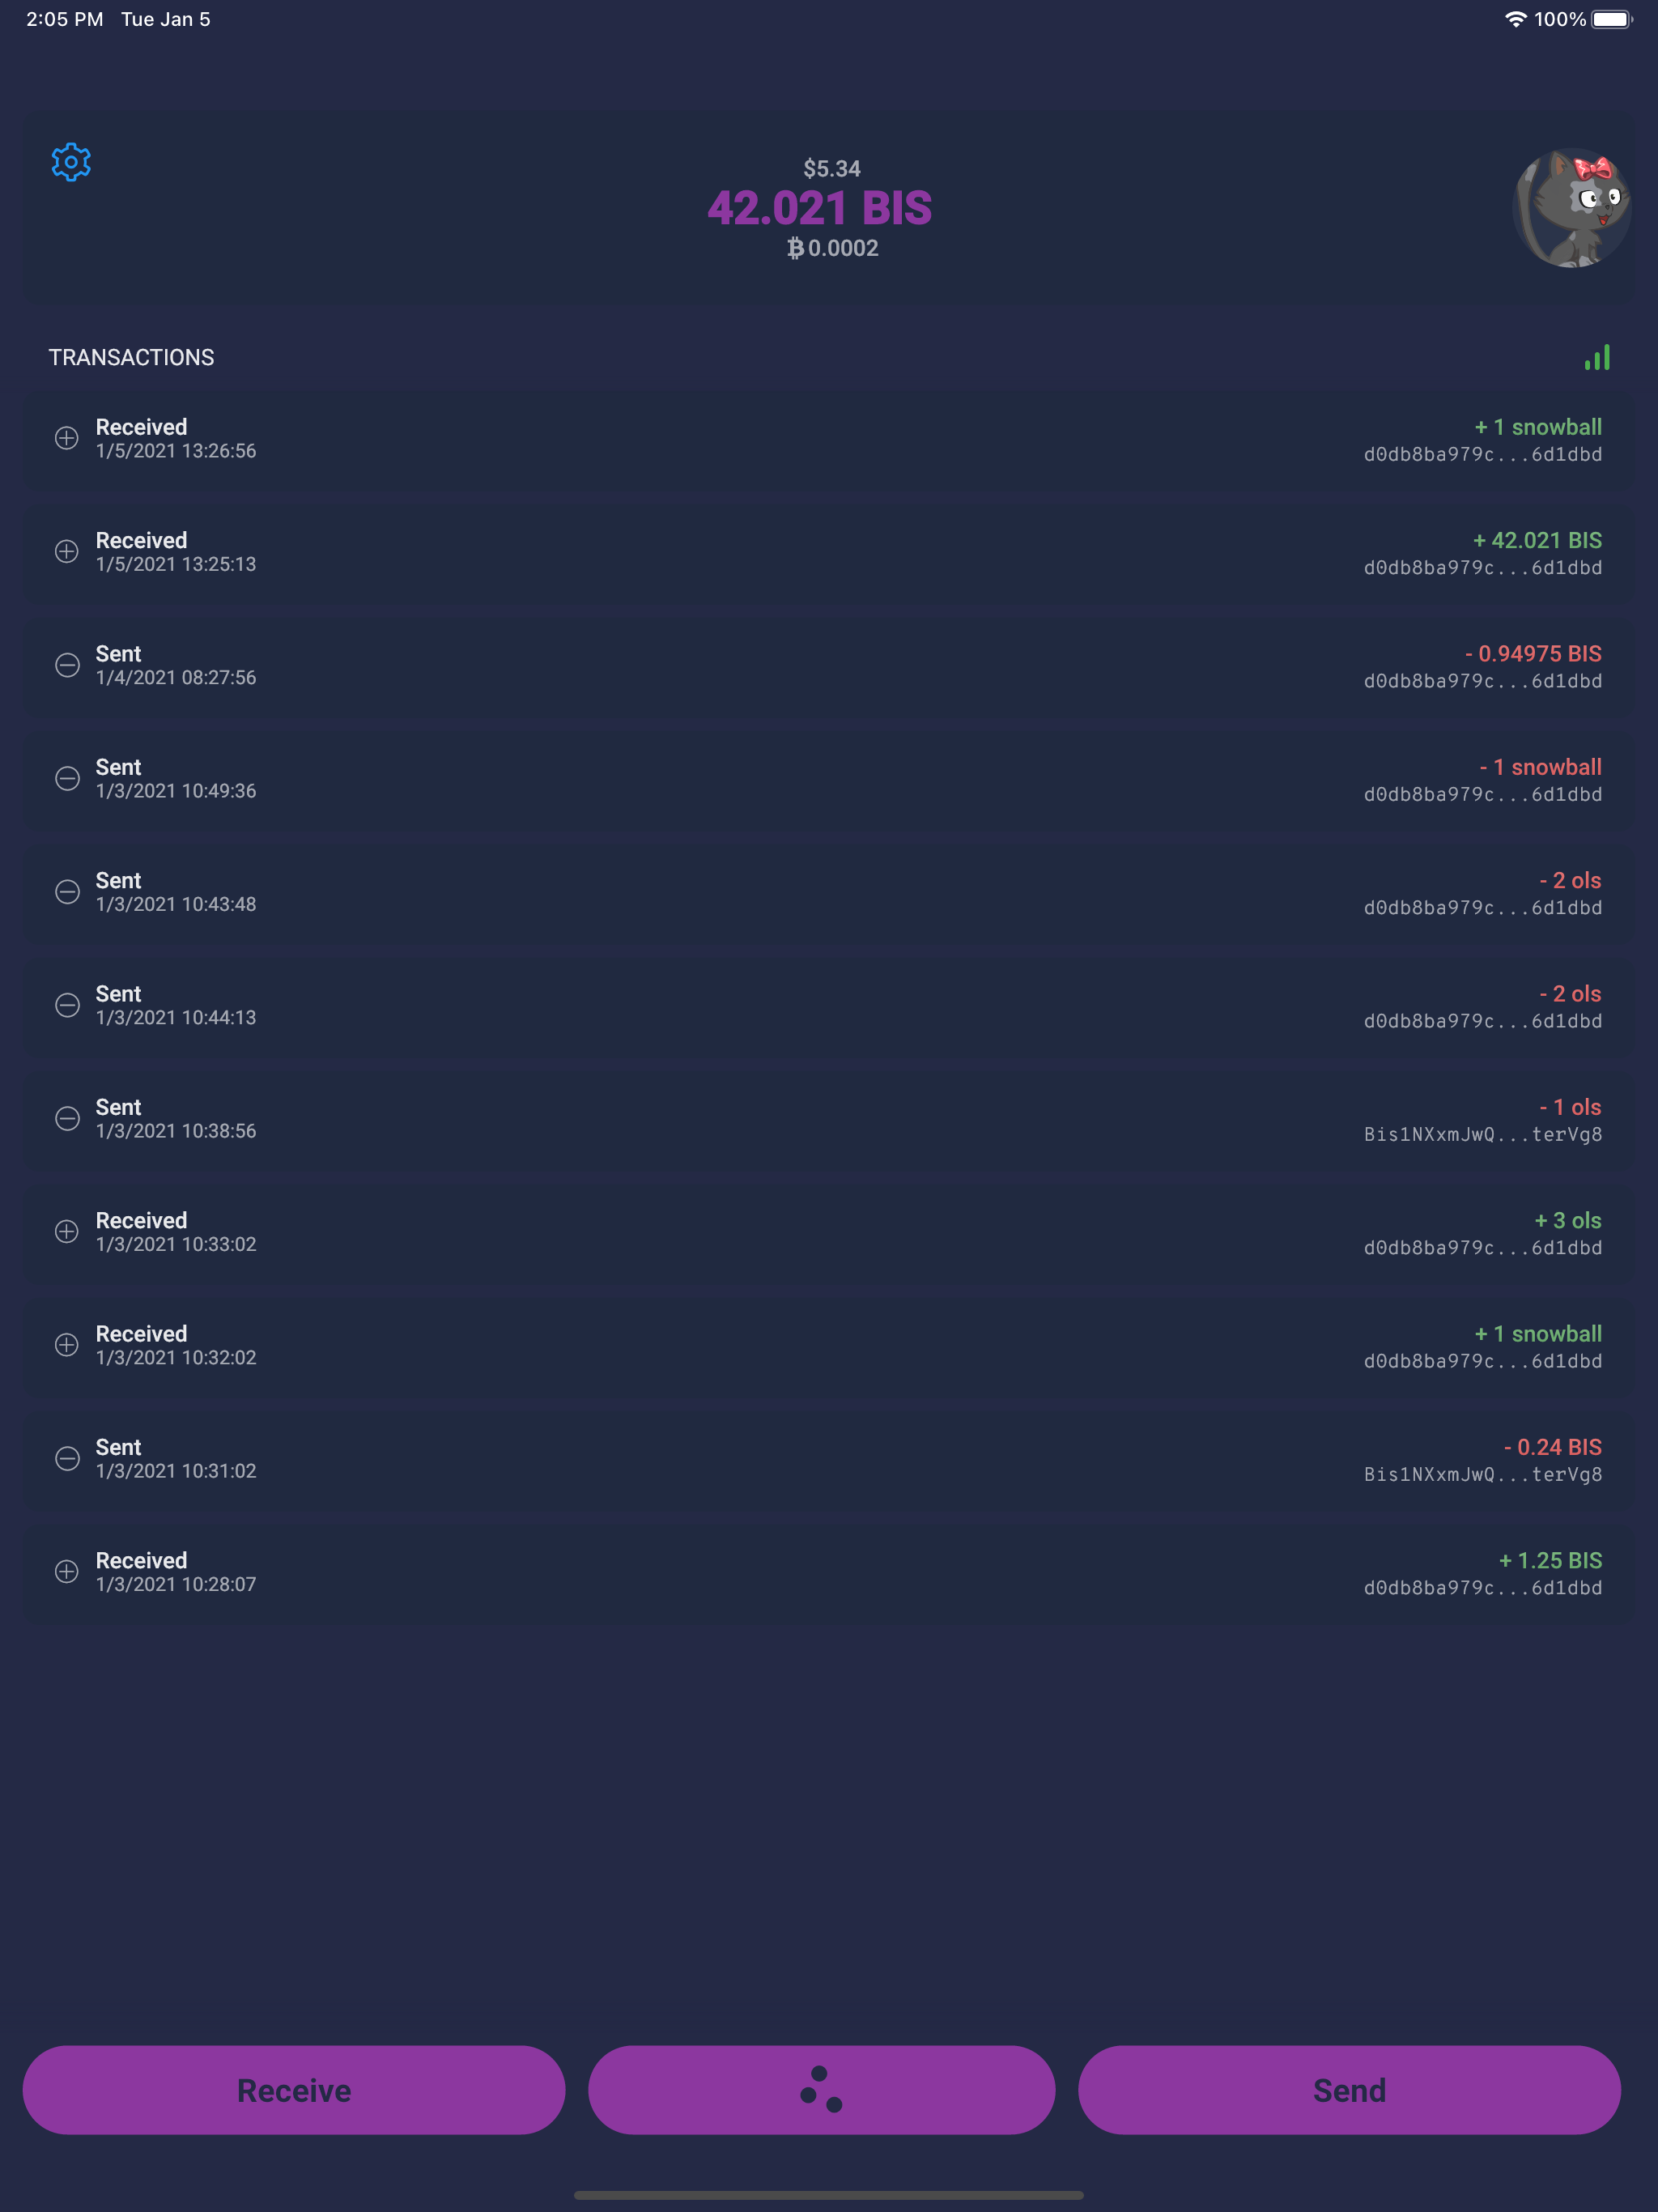 2:05 PM Tue Jan 5 100%
$5.34
42.021 BIS
₿0.0002
TRANSACTIONS
Received + 1 snowball
1/5/2021 13:26:56 d0db8ba979c...6d1dbd
Received + 42.021 BIS
1/5/2021 13:25:13 d0db8ba979c...6d1dbd
Sent - 0.94975 BIS
1/4/2021 08:27:56 d0db8ba979c...6d1dbd
Sent - 1 snowball
1/3/2021 10:49:36 d0db8ba979c...6d1dbd
Sent - 2 ols
1/3/2021 10:43:48 d0db8ba979c...6d1dbd
Sent - 2 ols
1/3/2021 10:44:13 d0db8ba979c...6d1dbd
Sent - 1 ols
1/3/2021 10:38:56 Bis1NXxmJwQ...terVg8
Received + 3 ols
1/3/2021 10:33:02 d0db8ba979c...6d1dbd
Received + 1 snowball
1/3/2021 10:32:02 d0db8ba979c...6d1dbd
Sent - 0.24 BIS
1/3/2021 10:31:02 Bis1NXxmJwQ...terVg8
Received + 1.25 BIS
1/3/2021 10:28:07 d0db8ba979c...6d1dbd
Receive Send